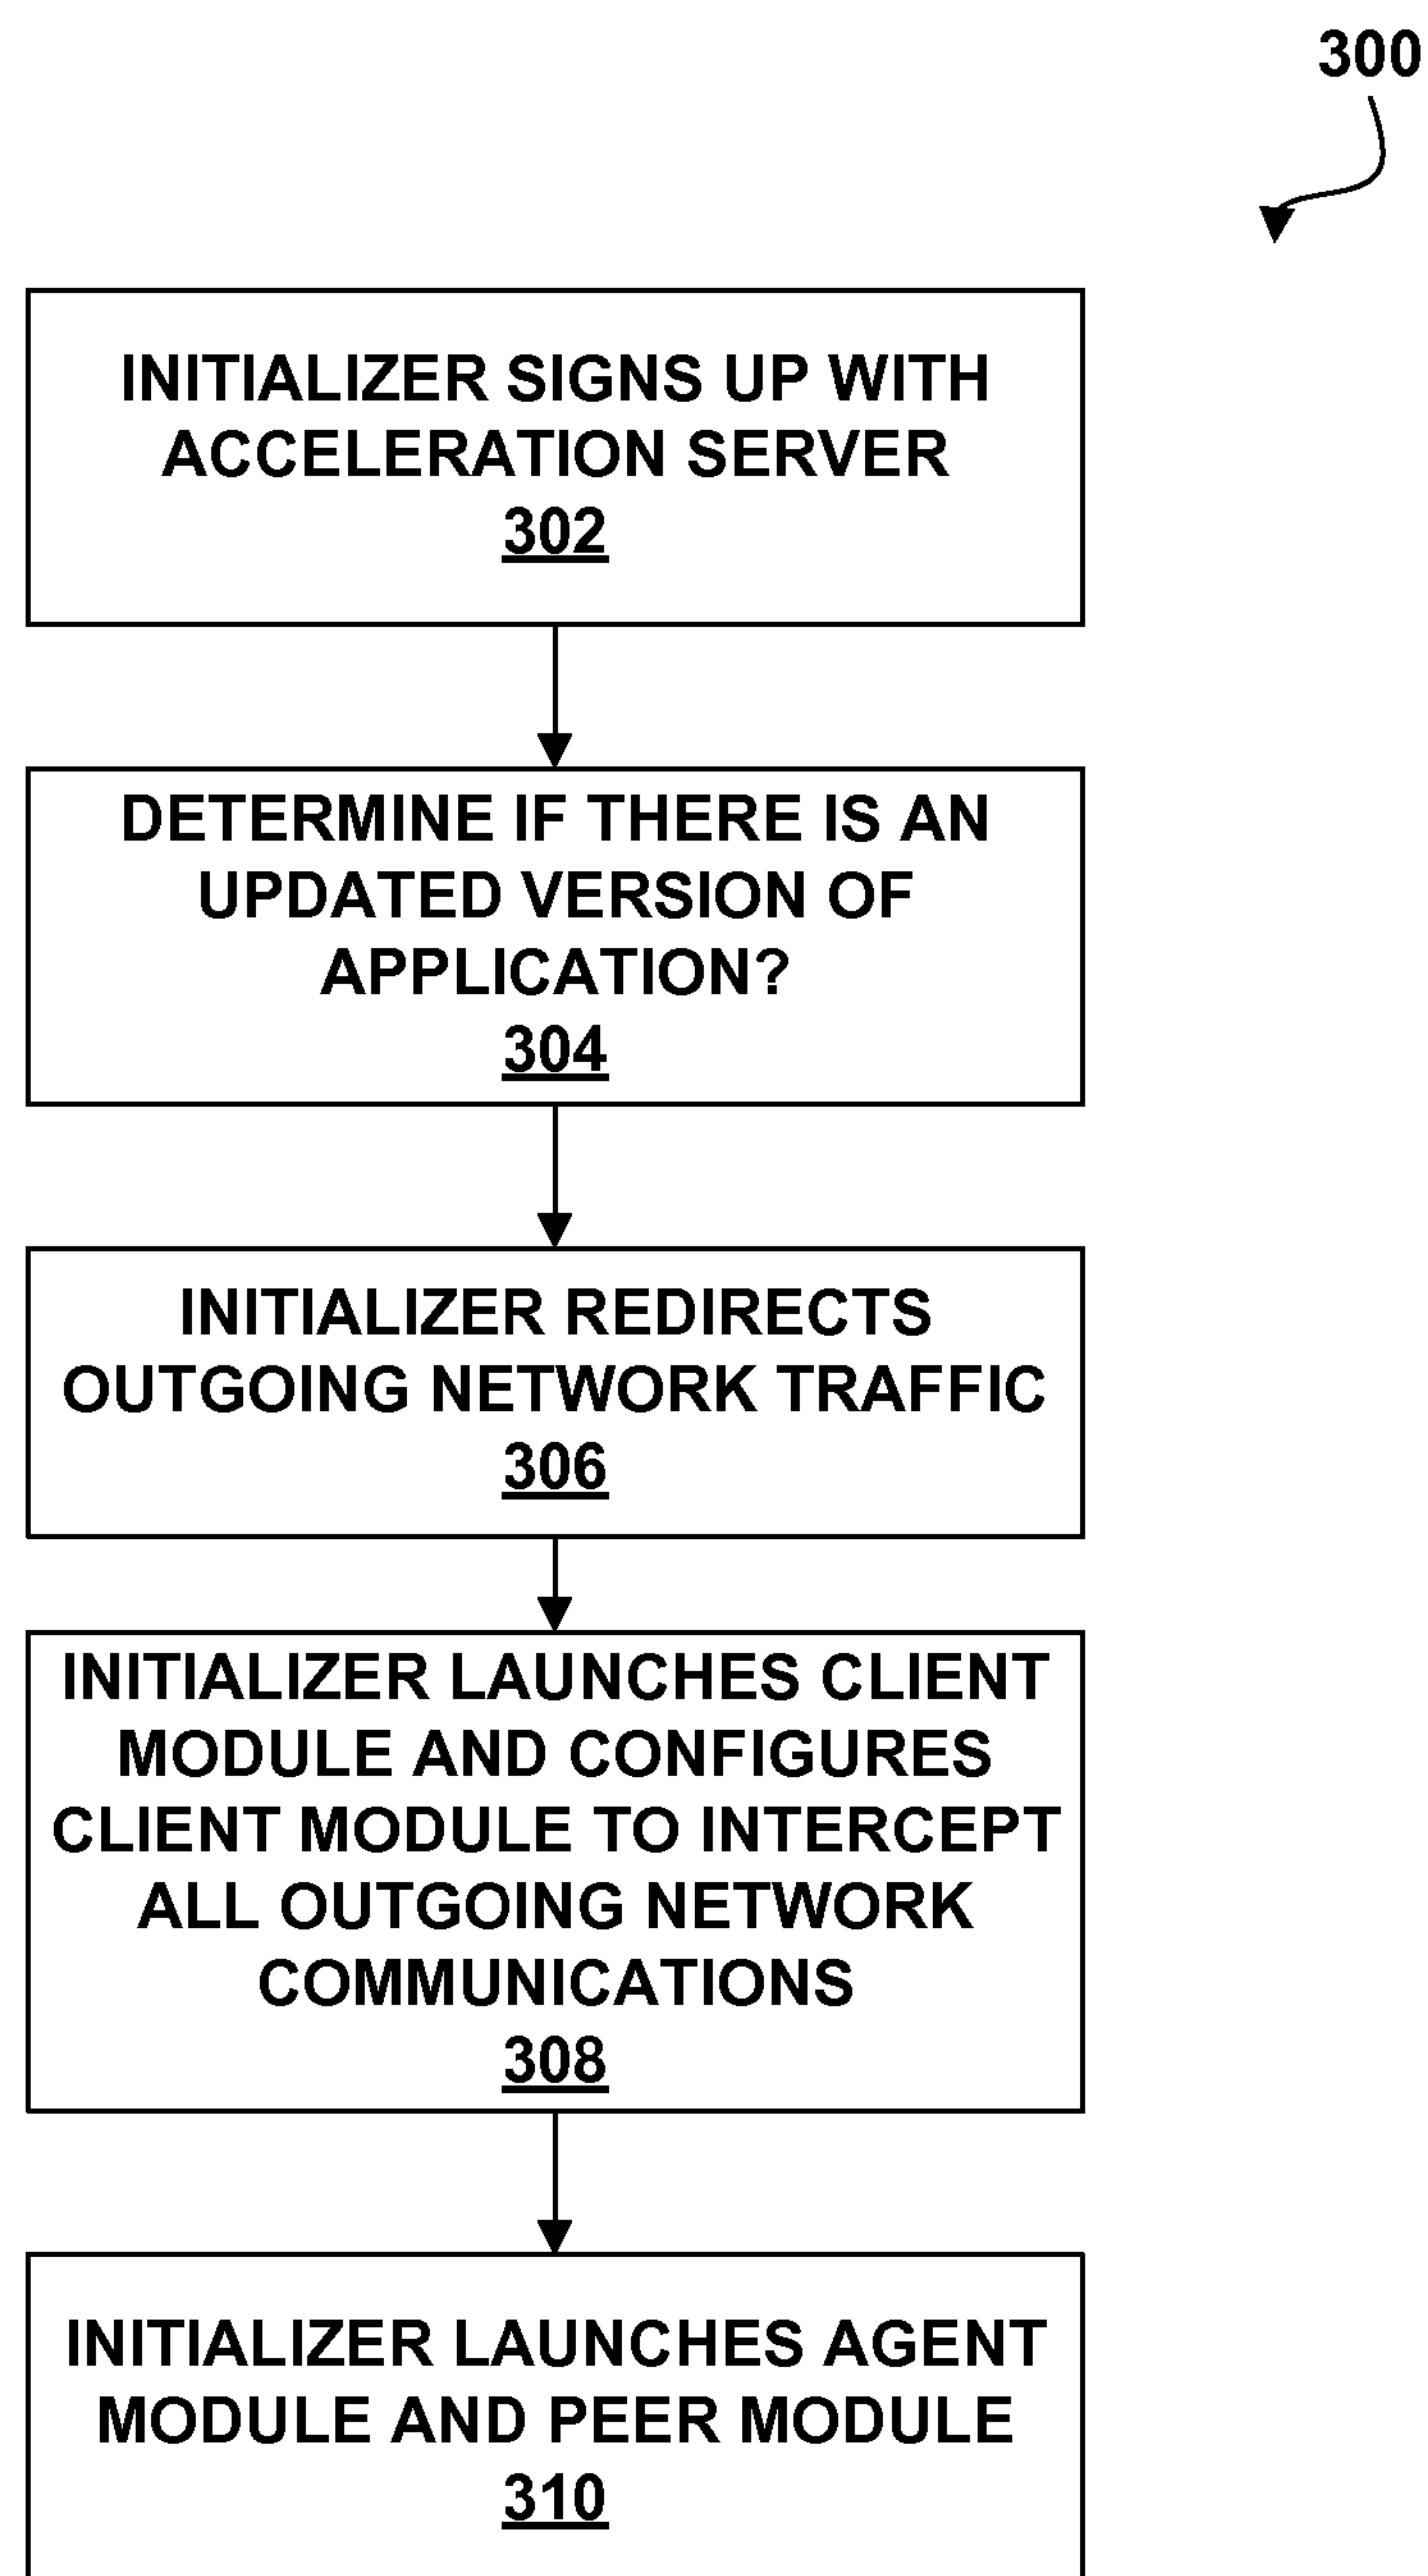 300
INITIALIZER SIGNS UP WITH
ACCELERATION SERVER
302
DETERMINE IF THERE IS AN
UPDATED VERSION OF
APPLICATION?
304
INITIALIZER REDIRECTS
OUTGOING NETWORK TRAFFIC
306
INITIALIZER LAUNCHES CLIENT
MODULE AND CONFIGURES
CLIENT MODULE TO INTERCEPT
ALL OUTGOING NETWORK
COMMUNICATIONS
308
INITIALIZER LAUNCHES AGENT
MODULE AND PEER MODULE
310